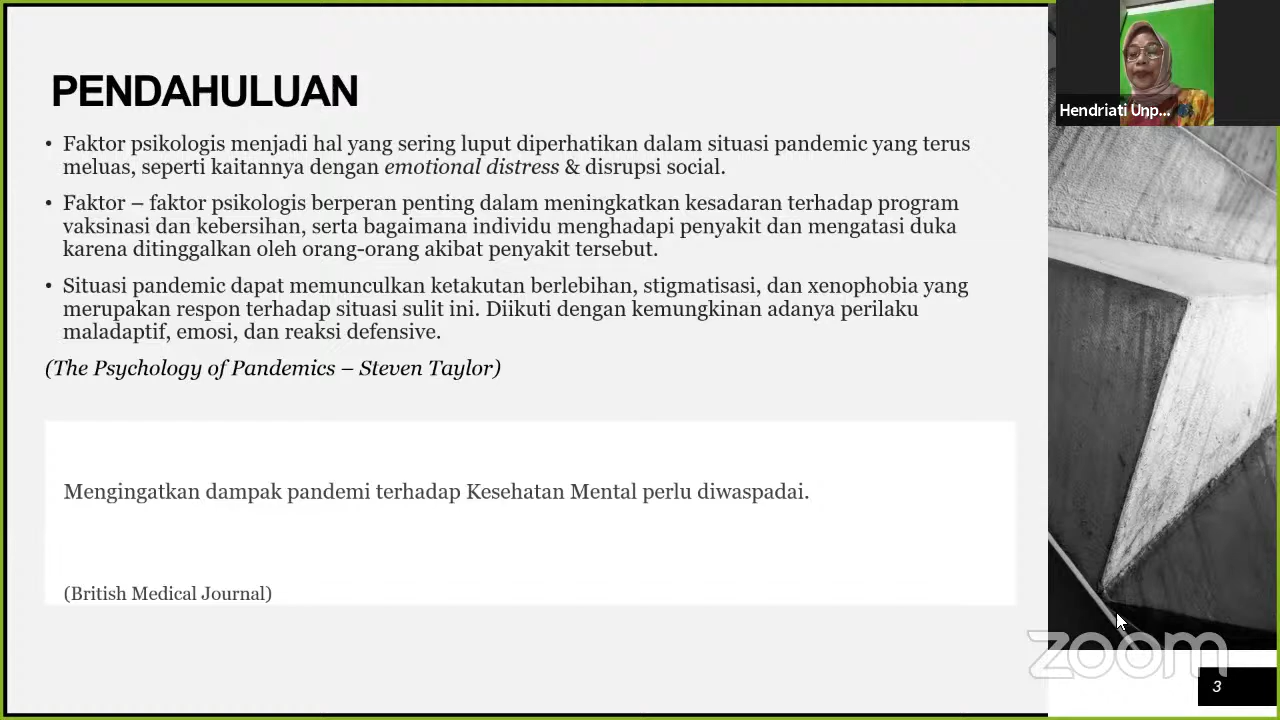 PENDAHULUAN
• Faktor psikologis menjadi hal yang sering luput diperhatikan dalam situasi pandemic yang terus
meluas, seperti kaitannya dengan emotional distress & disrupsi social.
• Faktor – faktor psikologis berperan penting dalam meningkatkan kesadaran terhadap program
vaksinasi dan kebersihan, serta bagaimana individu menghadapi penyakit dan mengatasi duka
karena ditinggalkan oleh orang-orang akibat penyakit tersebut.
• Situasi pandemic dapat memunculkan ketakutan berlebihan, stigmatisasi, dan xenophobia yang
merupakan respon terhadap situasi sulit ini. Diikuti dengan kemungkinan adanya perilaku
maladaptif, emosi, dan reaksi defensive.
(The Psychology of Pandemics – Steven Taylor)
Mengingatkan dampak pandemi terhadap Kesehatan Mental perlu diwaspadai.
(British Medical Journal)
Hendriati Unp...
zoom
3